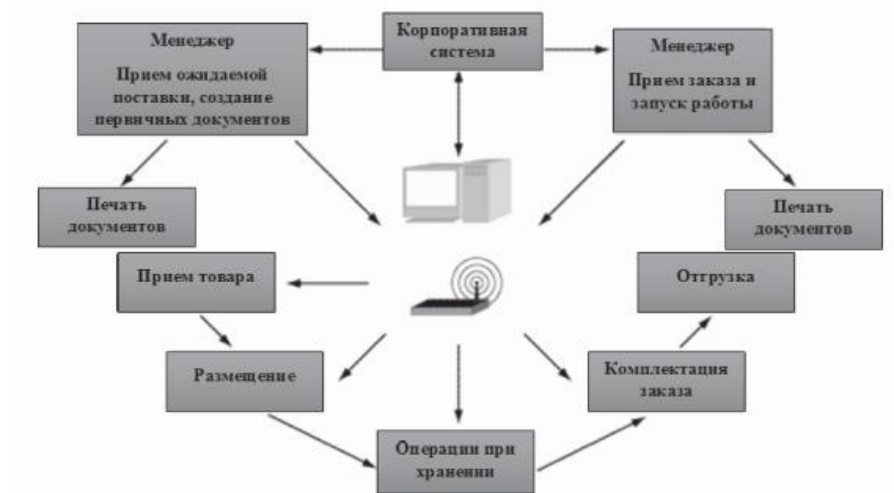 Менеджер
Прием ожидаемой
поставки, создание
первичных документов
Корпоративная
система
Менеджер
Прием заказа и
запуск работы
Печать
документов
Печать
документов
Прием товара
Отгрузка
Размещение
Комплектация
заказа
Операции при
хранении